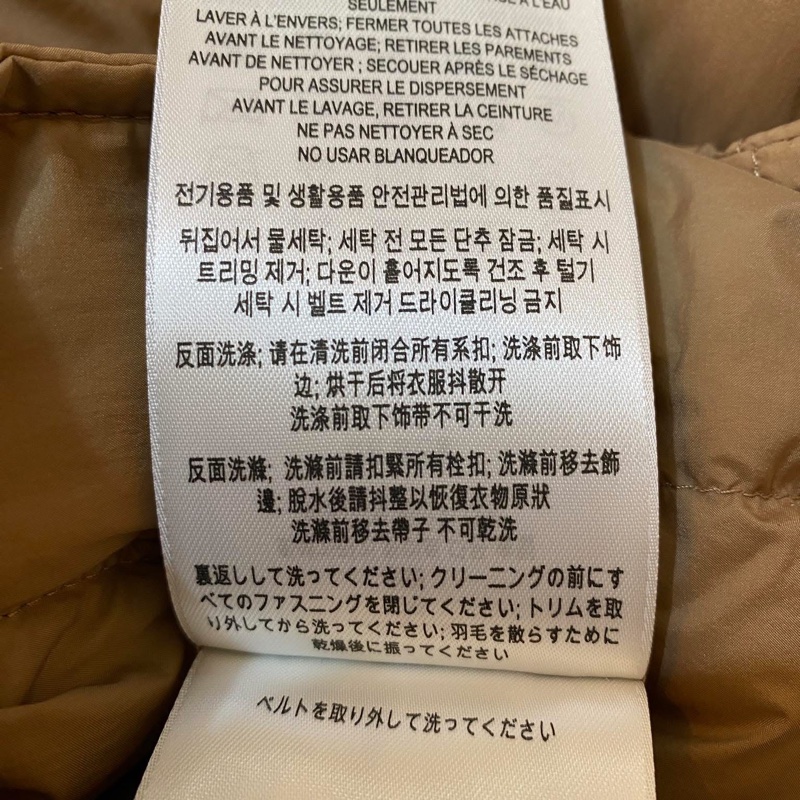 À L'EAU
SEULEMENT
LAVER À L'ENVERS; FERMER TOUTES LES ATTACHES
AVANT LE NETTOYAGE; RETIRER LES PAREMENTS
AVANT DE NETTOYER ; SECOUER APRÈS LE SÉCHAGE
POUR ASSURER LE DISPERSEMENT
AVANT LE LAVAGE, RETIRER LA CEINTURE
NE PAS NETTOYER À SEC
NO USAR BLANQUEADOR
전기용품 및 생활용품 안전관리법에 의한 품질표시
뒤집어서 물세탁; 세탁 전 모든 단추 잠금; 세탁 시
트리밍 제거; 다운이 흩어지도록 건조 후 털기
세탁 시 벨트 제거 드라이클리닝 금지
反面洗涤; 请在清洗前闭合所有系扣; 洗涤前取下饰
边; 烘干后将衣服抖散开
洗涤前取下饰带不可干洗
反面洗滌; 洗滌前請扣緊所有栓扣; 洗滌前移去飾
邊; 脫水後請抖整以恢復衣物原狀
洗滌前移去帶子 不可乾洗
裏返しして洗ってください; クリーニングの前にす
べてのファスニングを閉じてください; トリムを取
り外してから洗ってください; 羽毛を散らすために
乾燥後に振ってください
ベルトを取り外して洗ってください